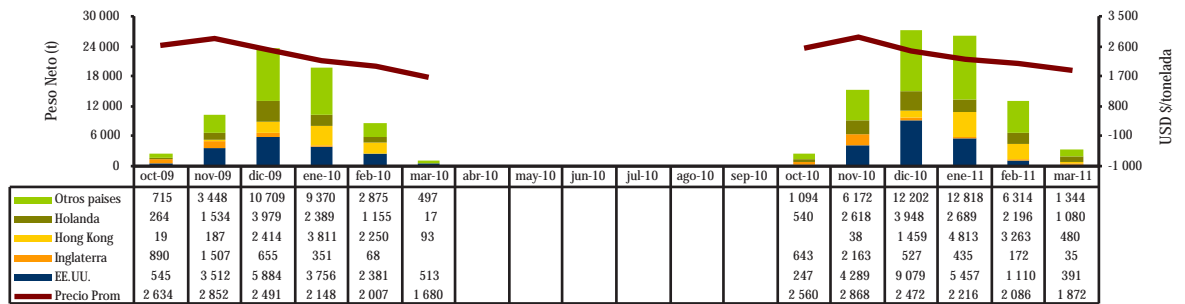 30 000
24 000
18 000
12 000
6 000
0
Peso Neto (t)
3 500
2 600
1 700
800
-100
-1 000
USD $/tonelada
oct-09 nov-09 dic-09 ene-10 feb-10 mar-10 abr-10 may-10 jun-10 jul-10 ago-10 sep-10 oct-10 nov-10 dic-10 ene-11 feb-11 mar-11
Otros paises 715 3 448 10 709 9 370 2 875 497 1 094 6 172 12 202 12 818 6 314 1 344
Holanda 264 1 534 3 979 2 389 1 155 17 540 2 618 3 948 2 689 2 196 1 080
Hong Kong 19 187 2 414 3 811 2 250 93 38 1 459 4 813 3 263 480
Inglaterra 890 1 507 655 351 68 643 2 163 527 435 172 35
EE.UU. 545 3 512 5 884 3 756 2 381 513 247 4 289 9 079 5 457 1 110 391
Precio Prom 2 634 2 852 2 491 2 148 2 007 1 680 2 560 2 868 2 472 2 216 2 086 1 872